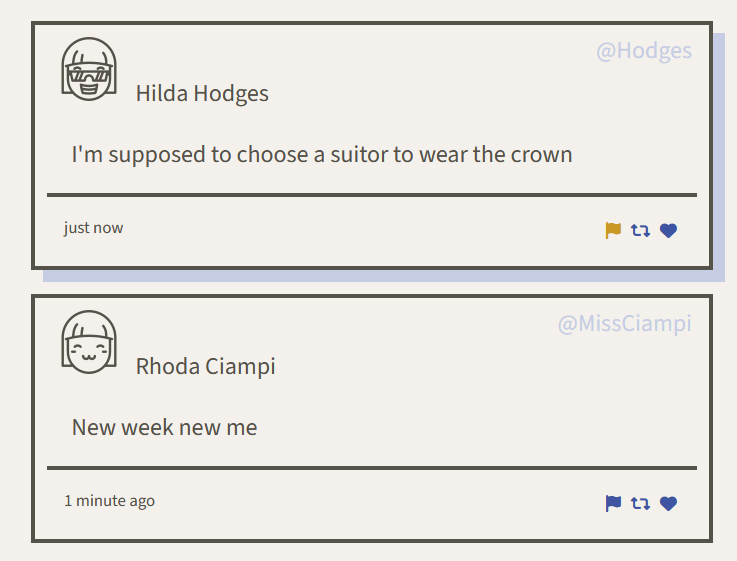 @Hodges
Hilda Hodges
I'm supposed to choose a suitor to wear the crown
just now
@MissCiampi
Rhoda Ciampi
New week new me
1 minute ago